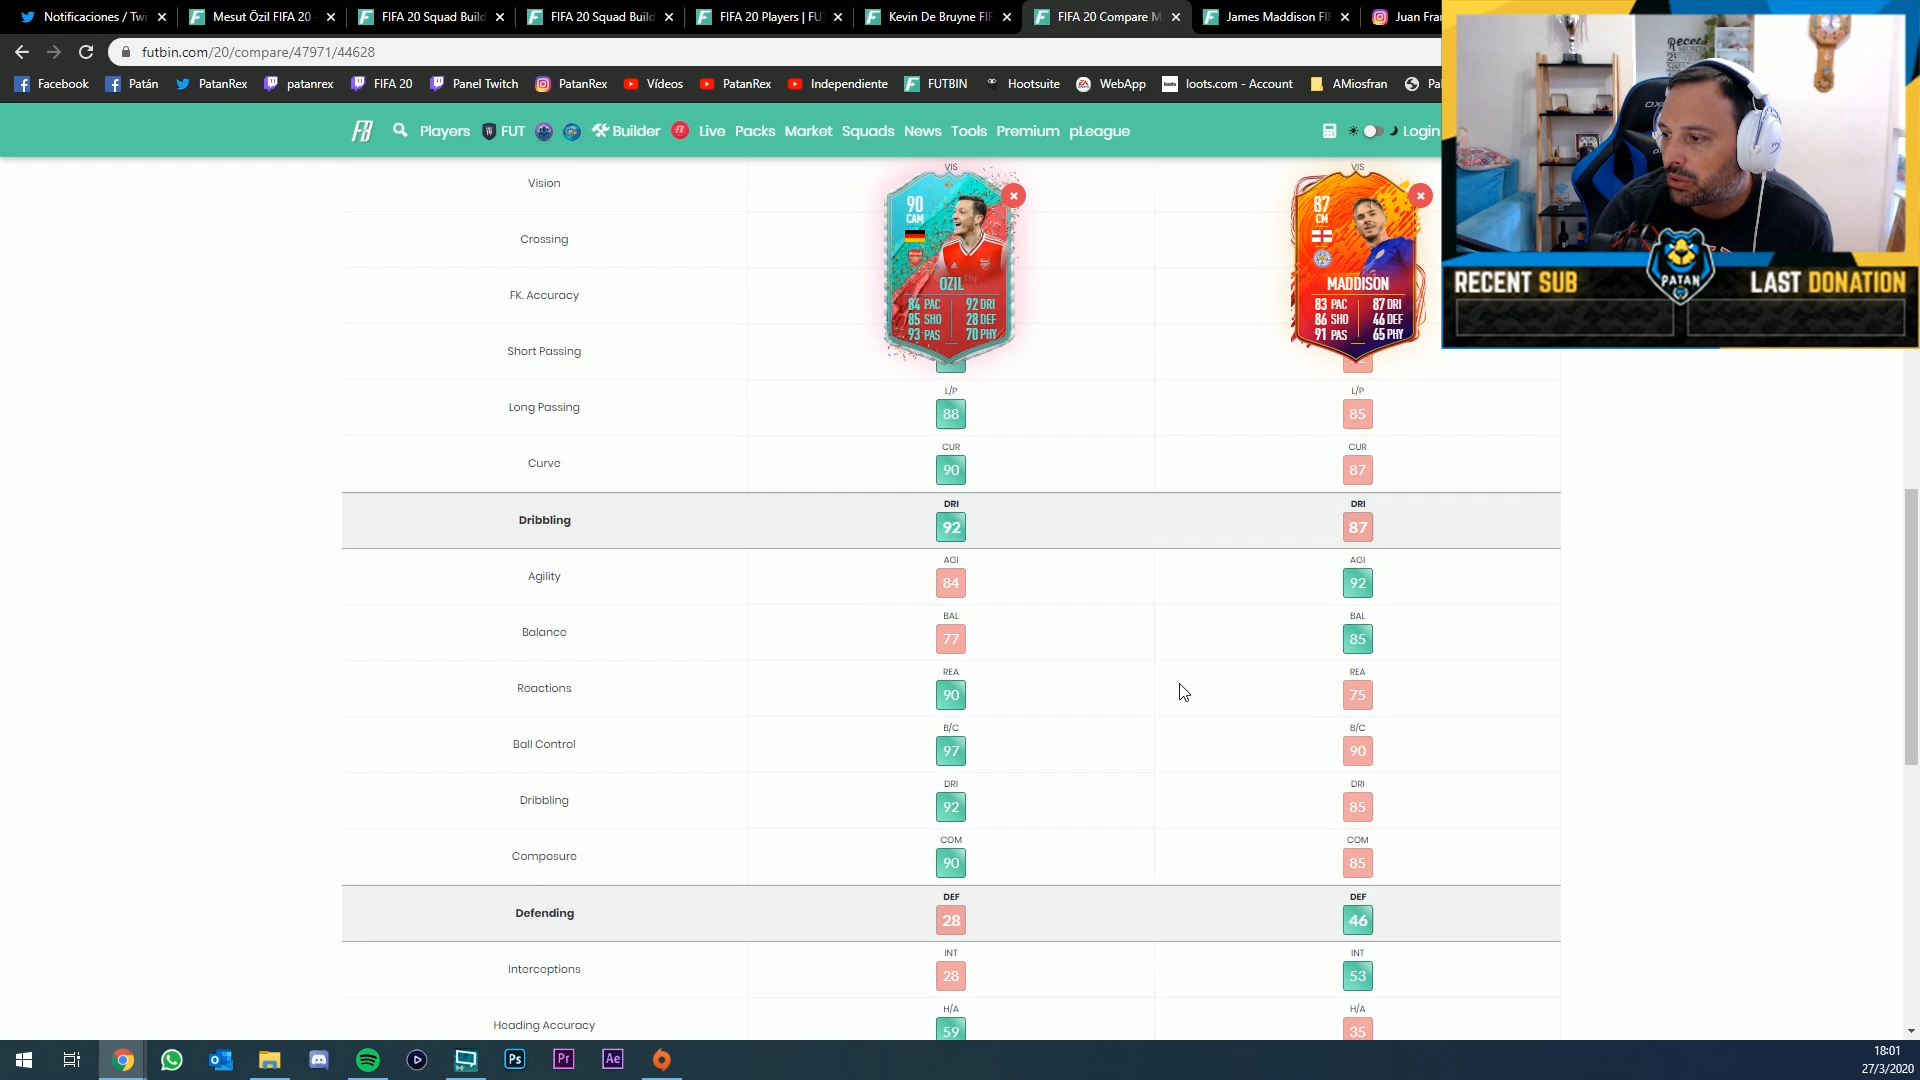 Notificaciones / Tw
Mesut Özil FIFA 20
FIFA 20 Squad Build
FIFA 20 Squad Build
FIFA 20 Players | FU
Kevin De Bruyne FI
FIFA 20 Compare M
James Maddison FI
Juan Fra
futbin.com/20/compare/47971/44628
Facebook
Patán
PatanRex
patanrex
FIFA 20
Panel Twitch
PatanRex
Vídeos
PatanRex
Independiente
FUTBIN
Hootsuite
WebApp
loots.com - Account
AMiosfran
Pa
Players
FUT
Builder
Live
Packs
Market
Squads
News
Tools
Premium
pLeague
Login
VIS
VIS
Vision
90
CAM
OZIL
84 PAC 92 DRI
85 SHO 28 DEF
93 PAS 70 PHY
87
CM
MADDISON
83 PAC 87 DRI
86 SHO 46 DEF
91 PAS 65 PHY
RECENT SUB
PATAN
LAST DONATION
Crossing
FK. Accuracy
Short Passing
L/P L/P
Long Passing 88 85
CUR CUR
Curve 90 87
DRI DRI
Dribbling 92 87
AGI AGI
Agility 84 92
BAL BAL
Balance 77 85
REA REA
Reactions 90 75
B/C B/C
Ball Control 97 90
DRI DRI
Dribbling 92 85
COM COM
Composure 90 85
DEF DEF
Defending 28 46
INT INT
Interceptions 28 53
H/A H/A
Heading Accuracy 59 35
Ps
Pr
Ae
18:01
27/3/2020